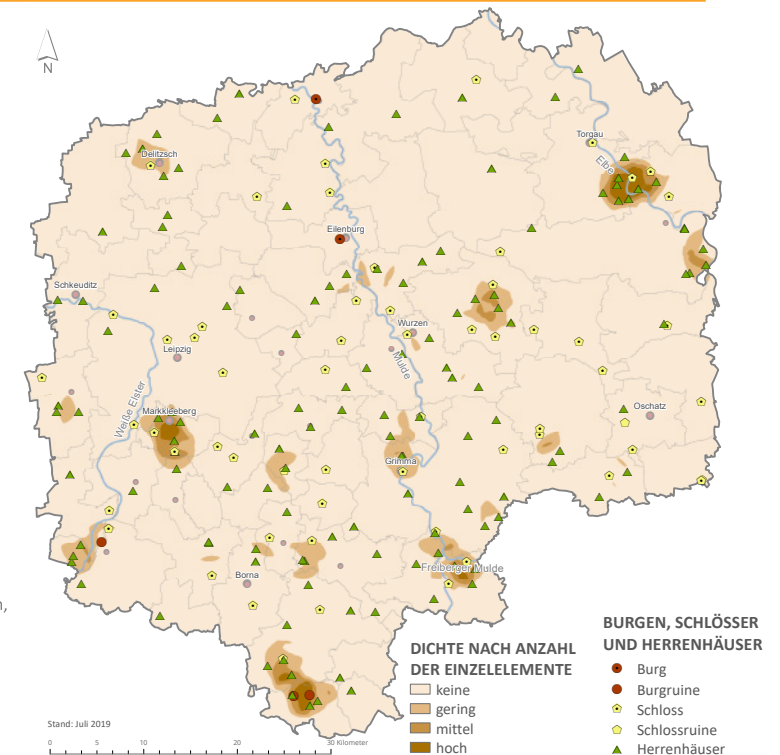 N
Torgau
Elbe
Delitzsch
Eilenburg
Schkeuditz
Wurzen
Leipzig
Mulde
Weiße Elster
Markkleeberg
Oschatz
Grimma
Freiberger Mulde
Borna
n,
Stand: Juli 2019
0 5 10 20 30 Kilometer
DICHTE NACH ANZAHL
DER EINZELELEMENTE
keine
gering
mittel
hoch
BURGEN, SCHLÖSSER
UND HERRENHÄUSER
Burg
Burgruine
Schloss
Schlossruine
Herrenhäuser